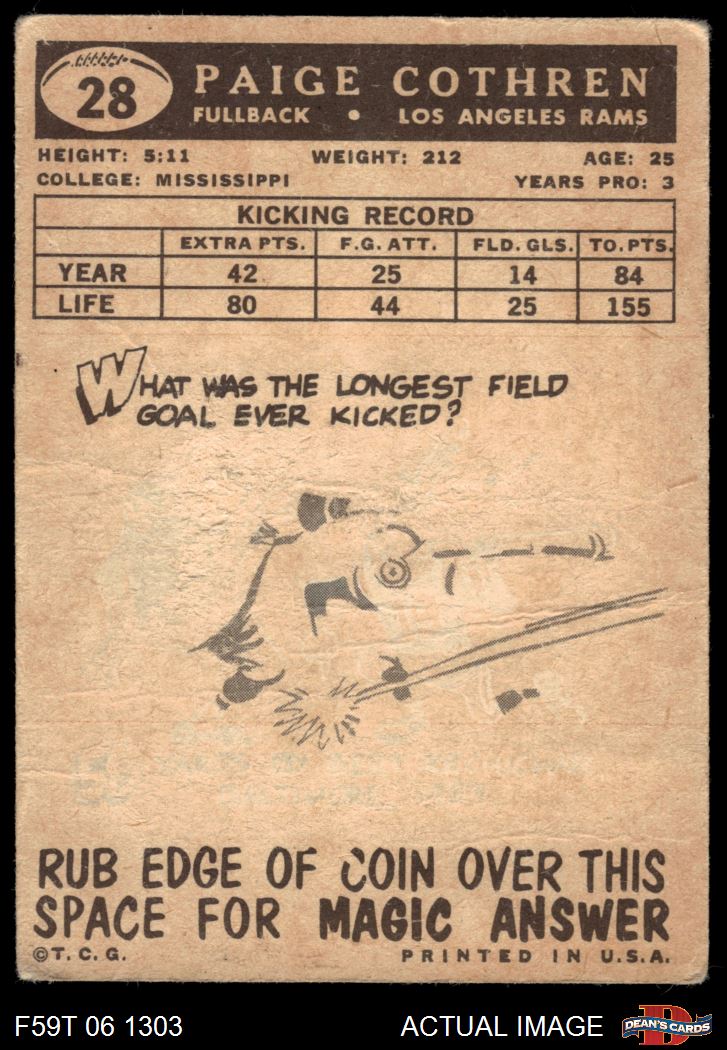 28
PAIGE COTHREN
FULLBACK • LOS ANGELES RAMS
HEIGHT: 5:11 WEIGHT: 212 AGE: 25
COLLEGE: MISSISSIPPI YEARS PRO: 3
KICKING RECORD
EXTRA PTS. F.G. ATT. FLD. GLS. TO. PTS.
YEAR 42 25 14 84
LIFE 80 44 25 155
WHAT WAS THE LONGEST FIELD
GOAL EVER KICKED?
RUB EDGE OF COIN OVER THIS
SPACE FOR MAGIC ANSWER
©T. C. G. PRINTED IN U.S.A.
F59T 06 1303 ACTUAL IMAGE DEAN'S CARDS